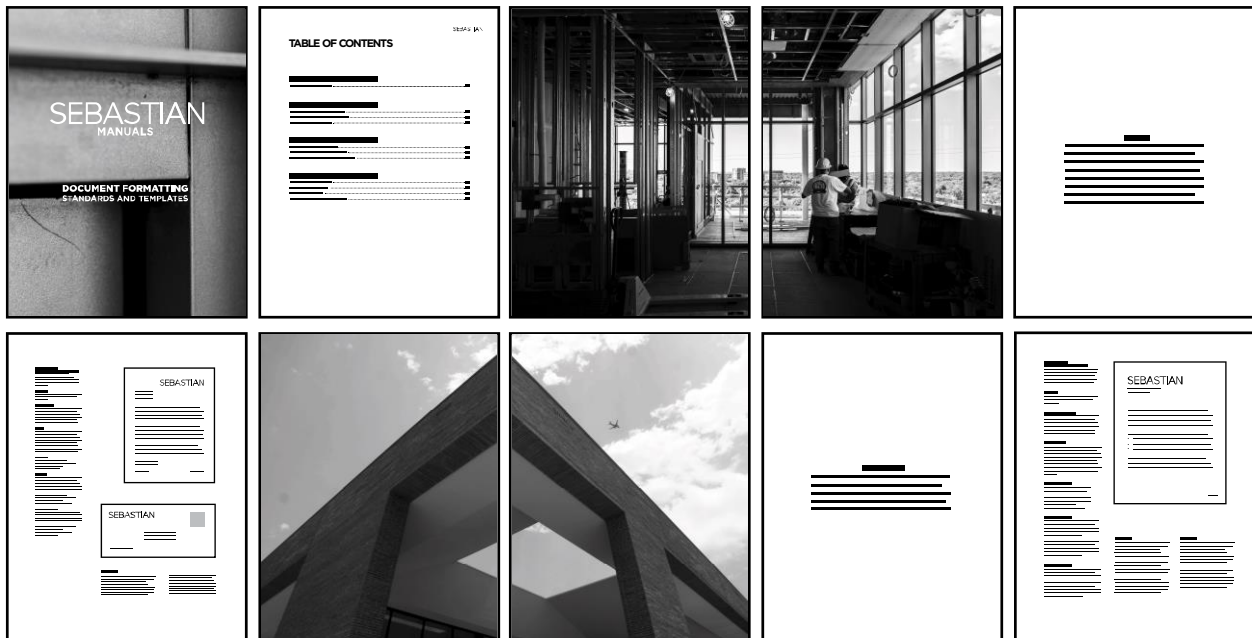 SEBASTIAN
MANUALS
DOCUMENT FORMATTING
STANDARDS AND TEMPLATES
SEBASTIAN
TABLE OF CONTENTS
SEBASTIAN
SEBASTIAN
SEBASTIAN